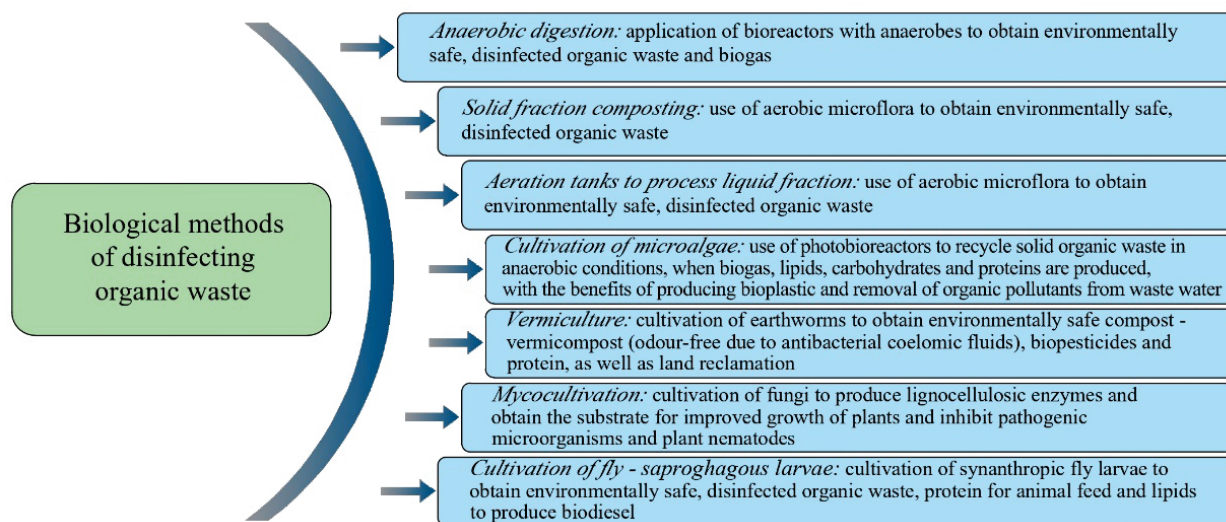 Biological methods
of disinfecting
organic waste
Anaerobic digestion: application of bioreactors with anaerobes to obtain environmentally
safe, disinfected organic waste and biogas
Solid fraction composting: use of aerobic microflora to obtain environmentally safe,
disinfected organic waste
Aeration tanks to process liquid fraction: use of aerobic microflora to obtain
environmentally safe, disinfected organic waste
Cultivation of microalgae: use of photobioreactors to recycle solid organic waste in
anaerobic conditions, when biogas, lipids, carbohydrates and proteins are produced,
with the benefits of producing bioplastic and removal of organic pollutants from waste water
Vermiculture: cultivation of earthworms to obtain environmentally safe compost -
vermicompost (odour-free due to antibacterial coelomic fluids), biopesticides and
protein, as well as land reclamation
Mycocultivation: cultivation of fungi to produce lignocellulosic enzymes and
obtain the substrate for improved growth of plants and inhibit pathogenic
microorganisms and plant nematodes
Cultivation of fly - saproghagous larvae: cultivation of synanthropic fly larvae to
obtain environmentally safe, disinfected organic waste, protein for animal feed and lipids
to produce biodiesel